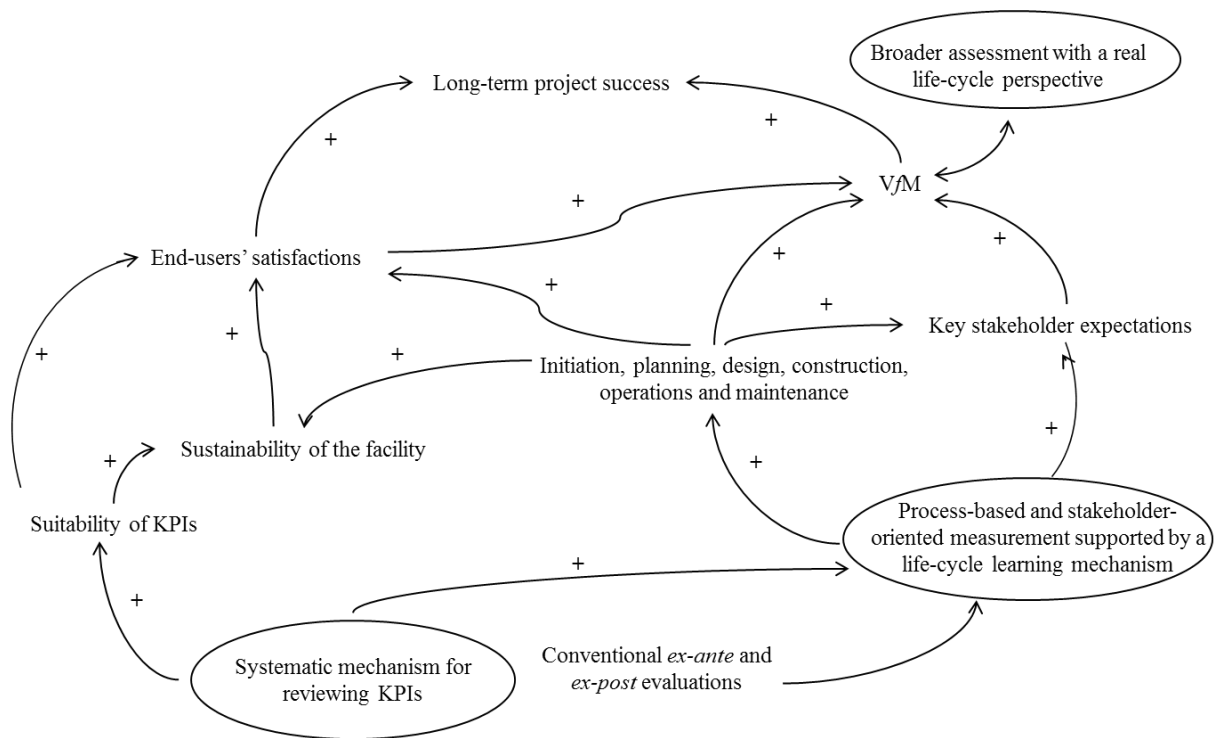 Broader assessment with a real
life-cycle perspective
Long-term project success
+
+
VfM
+
+
+
End-users' satisfactions
+
+
Key stakeholder expectations
+
+
+
Initiation, planning, design, construction,
operations and maintenance
Sustainability of the facility
+
+
+
Suitability of KPIs
Process-based and stakeholder-
oriented measurement supported by a
life-cycle learning mechanism
+
+
Systematic mechanism for
reviewing KPIs
Conventional ex-ante and
ex-post evaluations